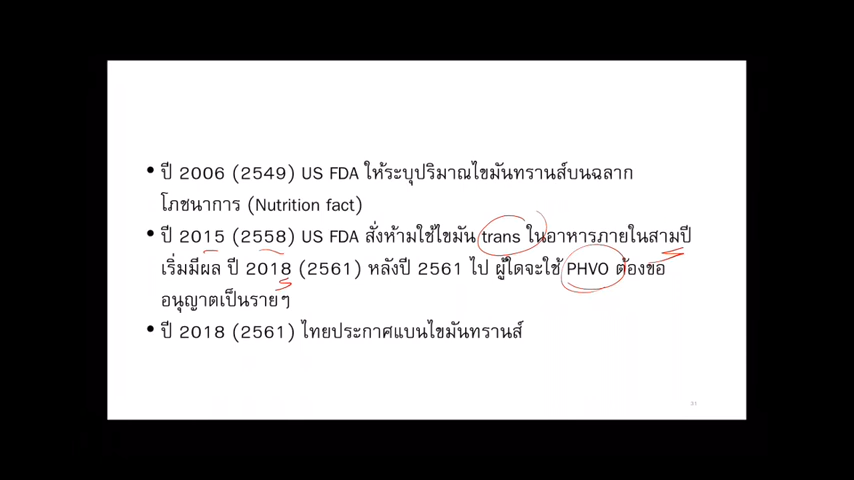 • ปี 2006 (2549) US FDA ให้ระบุปริมาณไขมันทรานส์บนฉลาก
โภชนาการ (Nutrition fact)
• ปี 2015 (2558) US FDA สั่งห้ามใช้ไขมัน trans ในอาหารภายในสามปี
เริ่มมีผล ปี 2018 (2561) หลังปี 2561 ไป ผู้ใดจะใช้ PHVO ต้องขอ
อนุญาตเป็นรายๆ
• ปี 2018 (2561) ไทยประกาศแบนไขมันทรานส์